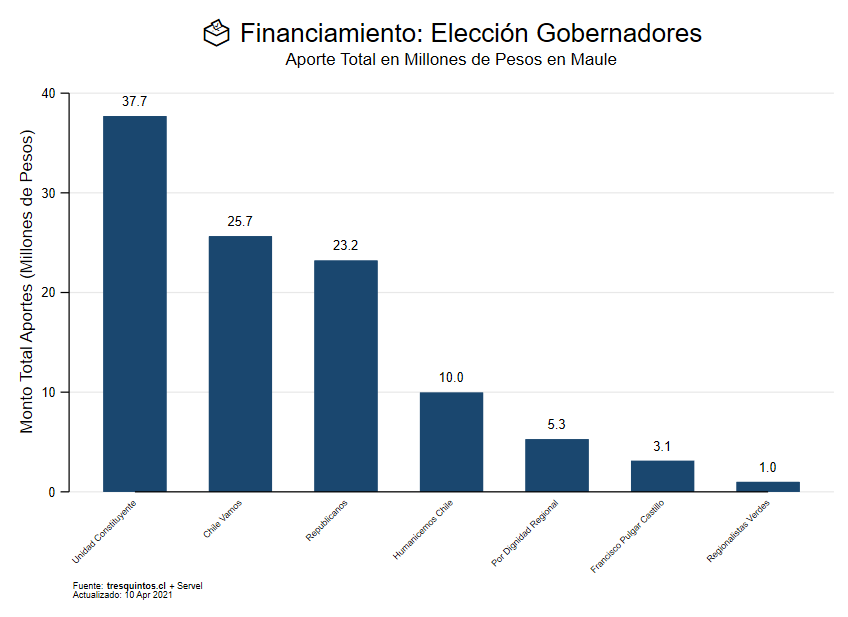 Financiamiento: Elección Gobernadores
Aporte Total en Millones de Pesos en Maule
Monto Total Aportes (Millones de Pesos)
40
30
20
10
0
37.7
25.7
23.2
10.0
5.3
3.1
1.0
Unidad Constituyente
Chile Vamos
Republicanos
Humanicemos Chile
Por Dignidad Regional
Francisco Pulgar Castillo
Regionalistas Verdes
Fuente: tresquintos.cl + Servel
Actualizado: 10 Apr 2021